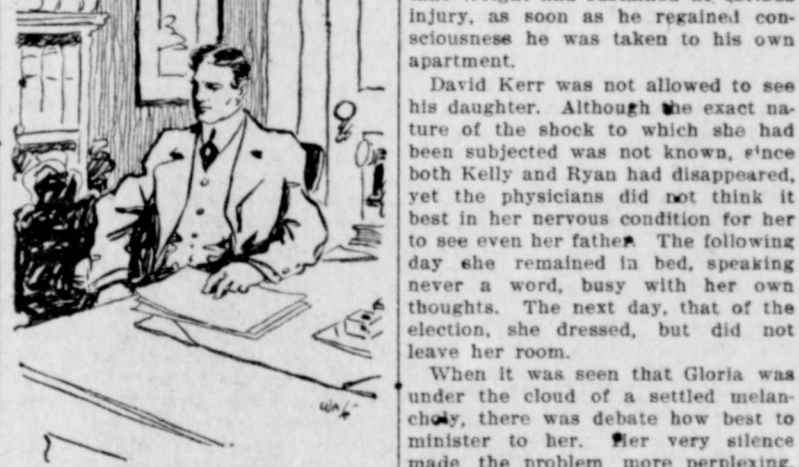 injury, as soon as he regained con-
sciousness he was taken to his own
apartment.
David Kerr was not allowed to see
his daughter. Although the exact na-
ture of the shock to which she had
been subjected was not known, since
both Kelly and Ryan had disappeared,
yet the physicians did not think it
best in her nervous condition for her
to see even her father. The following
day she remained in bed, speaking
never a word, busy with her own
thoughts. The next day, that of the
election, she dressed, but did not
leave her room.
When it was seen that Gloria was
under the cloud of a settled melan-
choly, there was debate how best to
minister to her. Her very silence
made the problem more perplexing.